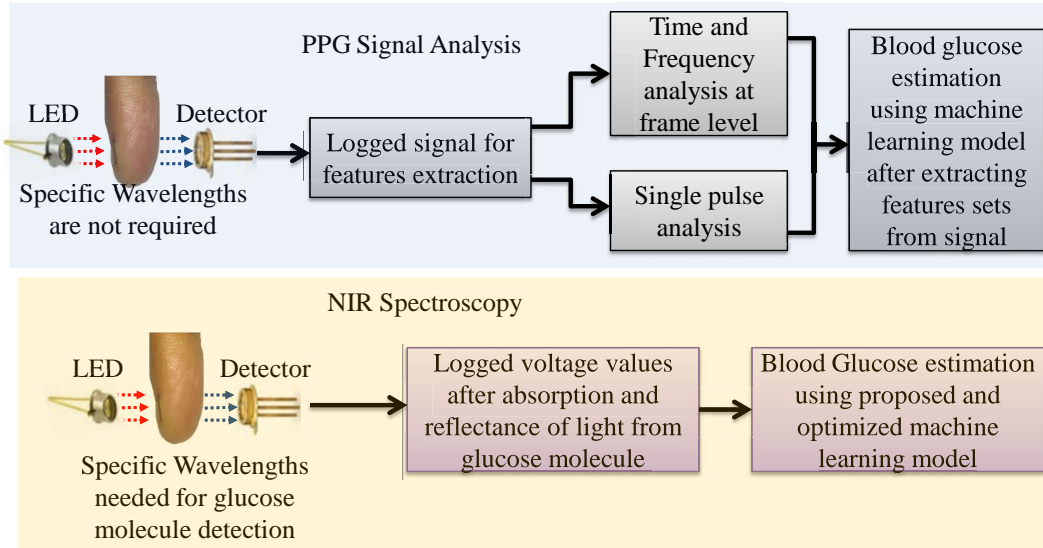 PPG Signal Analysis
LED
Detector
Specific Wavelengths
are not required
Logged signal for
features extraction
Time and
Frequency
analysis at
frame level
Single pulse
analysis
Blood glucose
estimation
using machine
learning model
after extracting
features sets
from signal
NIR Spectroscopy
LED
Detector
Specific Wavelengths
needed for glucose
molecule detection
Logged voltage values
after absorption and
reflectance of light from
glucose molecule
Blood Glucose estimation
using proposed and
optimized machine
learning model